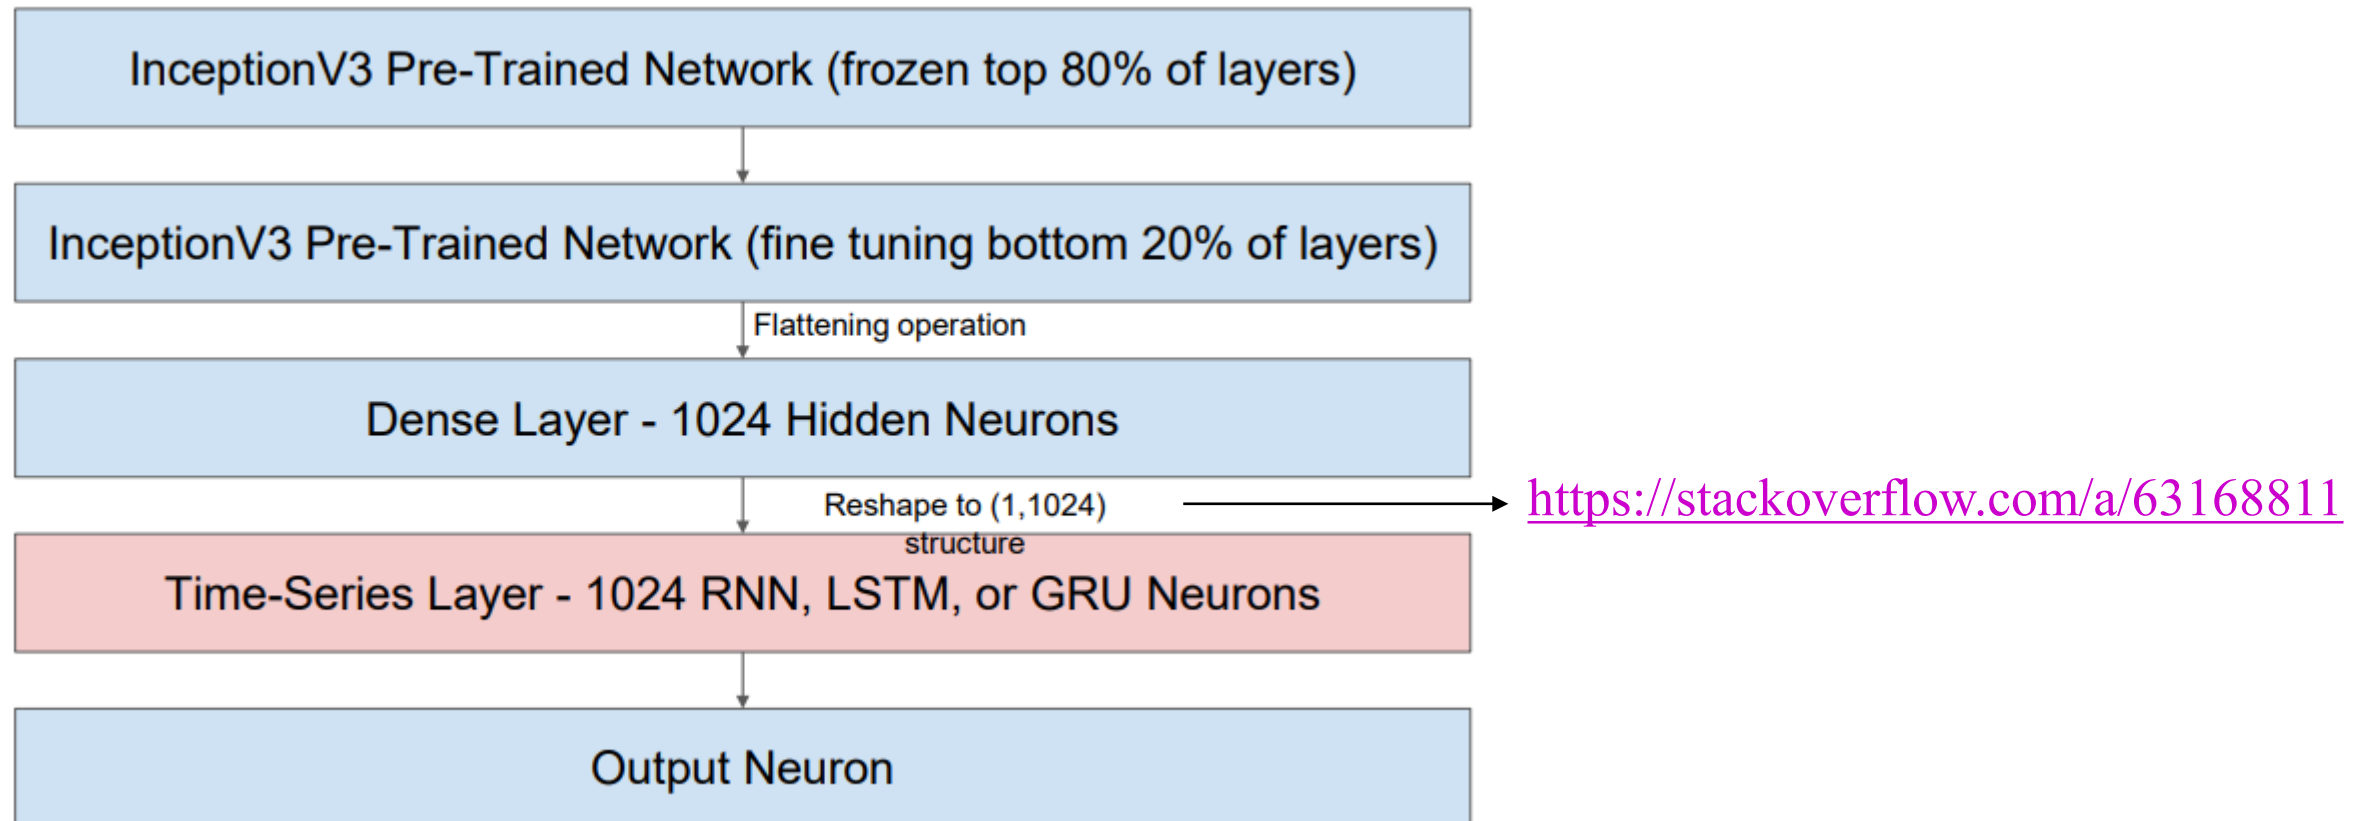 InceptionV3 Pre-Trained Network (frozen top 80% of layers)
InceptionV3 Pre-Trained Network (fine tuning bottom 20% of layers)
Flattening operation
Dense Layer - 1024 Hidden Neurons
Reshape to (1,1024)
structure
https://stackoverflow.com/a/63168811
Time-Series Layer - 1024 RNN, LSTM, or GRU Neurons
Output Neuron